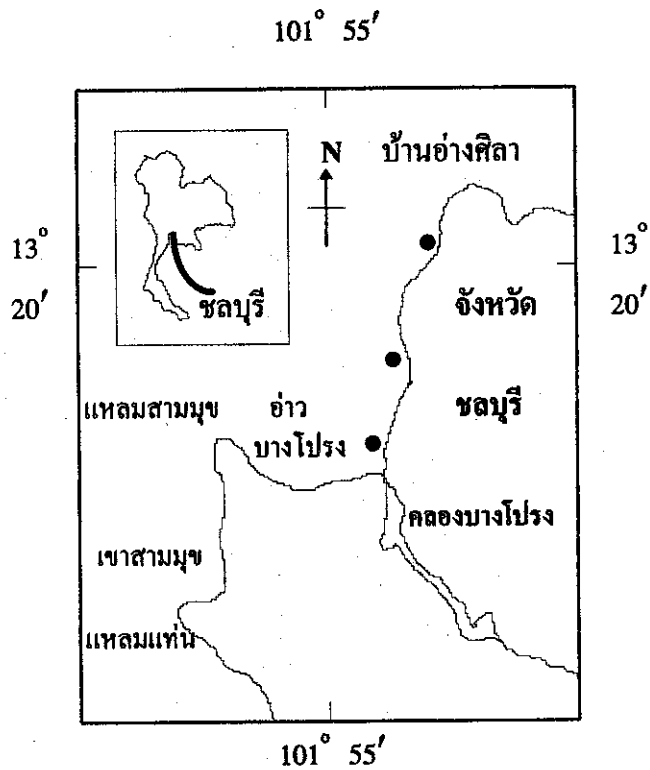 101° 55′
N
บ้านอ่างศิลา
13°
20′
13°
20′
ชลบุรี
จังหวัด
ชลบุรี
แหลมสามมุข
อ่าว
บางโปรง
คลองบางโปรง
เขาสามมุข
แหลมแท่น
101° 55′